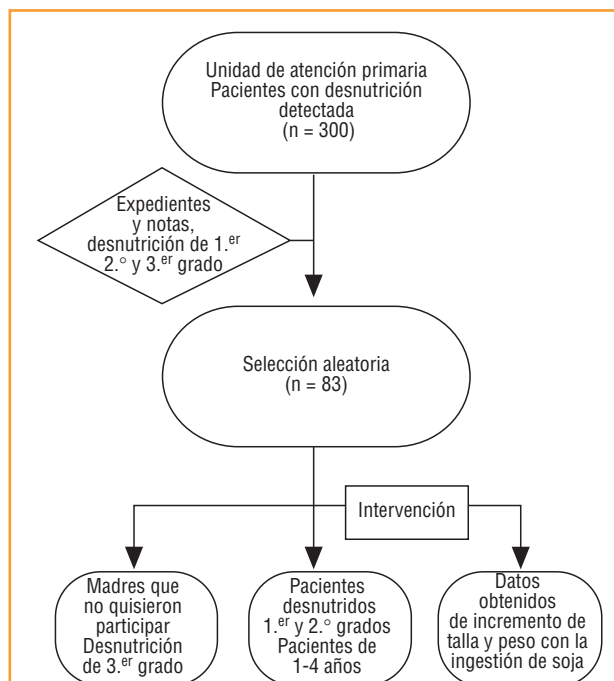 Unidad de atención primaria
Pacientes con desnutrición
detectada
(n = 300)
Expedientes
y notas,
desnutrición de 1.er
2.° y 3.er grado
Selección aleatoria
(n = 83)
Intervención
Madres que
no quisieron
participar
Desnutrición
de 3.er grado
Pacientes
desnutridos
1.er y 2.° grados
Pacientes de
1-4 años
Datos
obtenidos
de incremento de
talla y peso con la
ingestión de soja